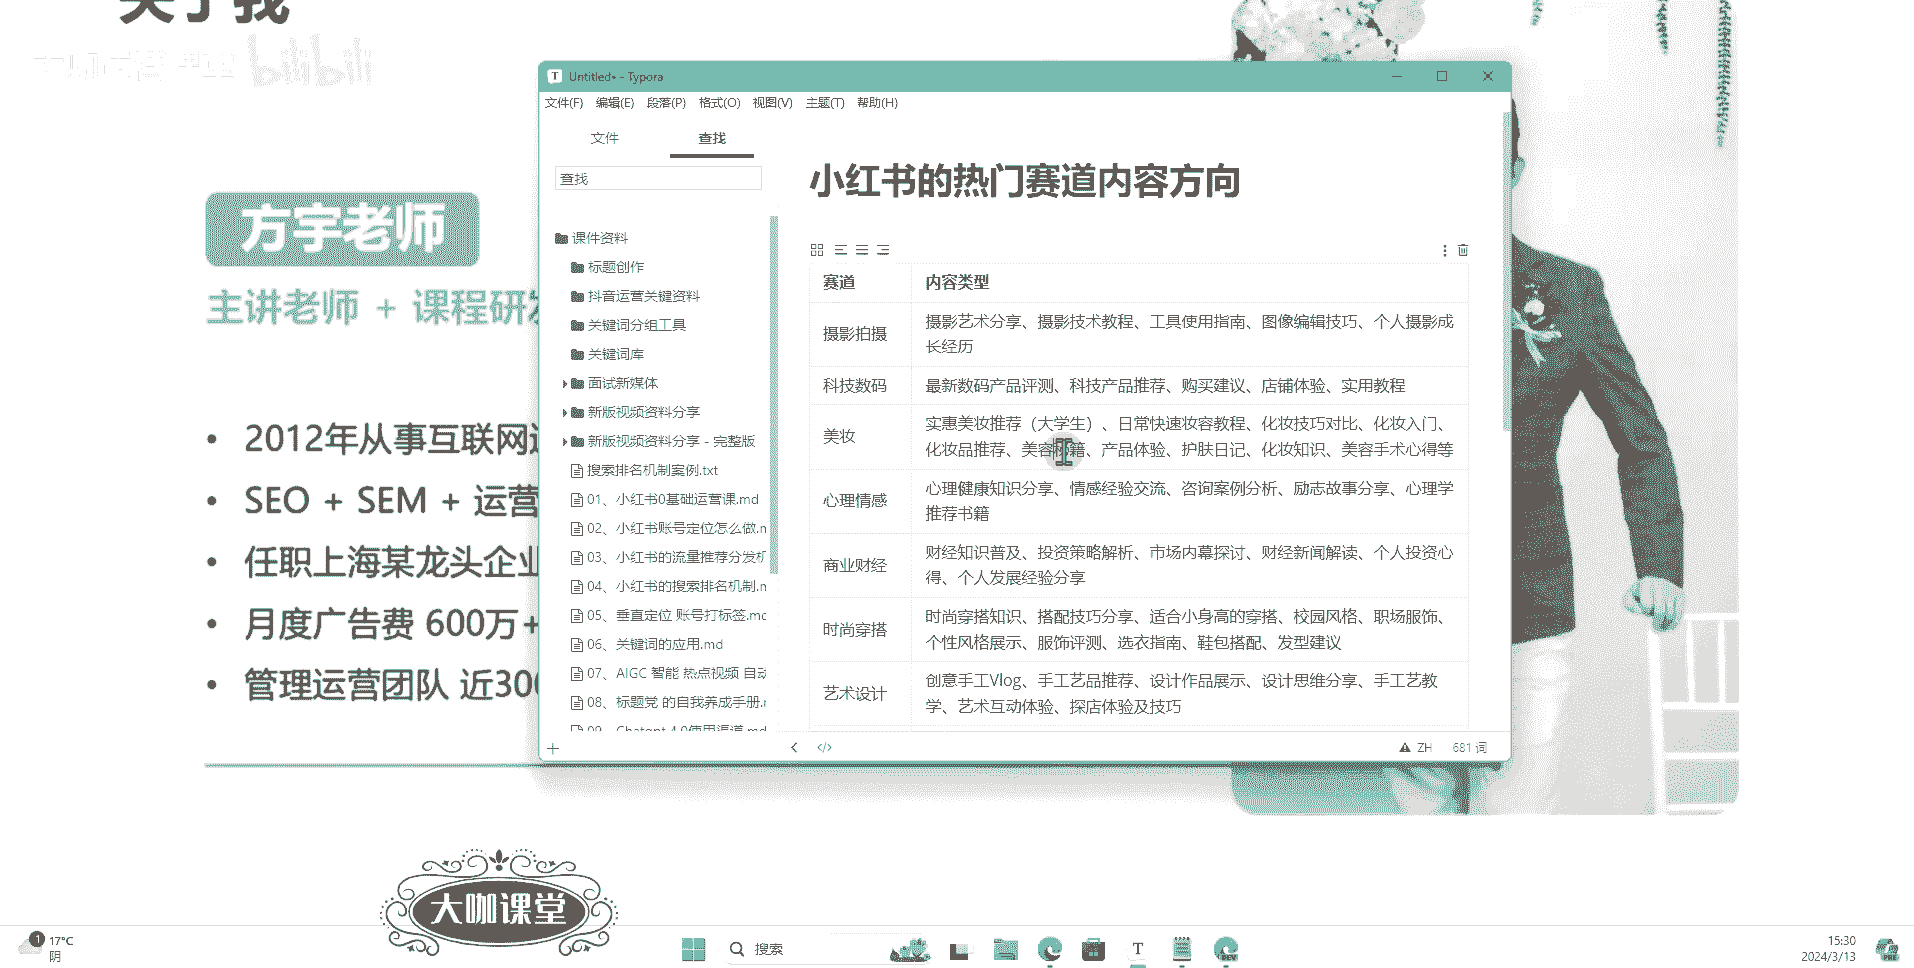 关于我
bilibili
方宇老师
主讲老师 + 课程研
2012年从事互联网
SEO + SEM + 运营
任职上海某龙头企业
月度广告费 600万+
管理运营团队 近300
Untitled• - Typora
文件(F) 编辑(E) 段落(P) 格式(O) 视图(V) 主题(T) 帮助(H)
文件 查找
查找
课件资料
标题创作
抖音运营关键资料
关键词分组工具
关键词库
面试新媒体
新版视频资料分享
新版视频资料分享 - 完整版
搜索排名机制案例.txt
01、小红书0基础运营课.md
02、小红书账号定位怎么做.m
03、小红书的流量推荐分发机
04、小红书的搜索排名机制.m
05、垂直定位 账号打标签.mc
06、关键词的应用.md
07、AIGC 智能 热点视频 自动
08、标题党 的自我养成手册.r
09、Chatgpt 4.0使用渠道.md
小红书的热门赛道内容方向
赛道 内容类型
摄影拍摄
摄影艺术分享、摄影技术教程、工具使用指南、图像编辑技巧、个人摄影成
长经历
科技数码 最新数码产品评测、科技产品推荐、购买建议、店铺体验、实用教程
美妆
实惠美妆推荐（大学生）、日常快速妆容教程、化妆技巧对比、化妆入门、
化妆品推荐、美容秘籍、产品体验、护肤日记、化妆知识、美容手术心得等
心理情感
心理健康知识分享、情感经验交流、咨询案例分析、励志故事分享、心理学
推荐书籍
商业财经
财经知识普及、投资策略解析、市场内幕探讨、财经新闻解读、个人投资心
得、个人发展经验分享
时尚穿搭
时尚穿搭知识、搭配技巧分享、适合小身高的穿搭、校园风格、职场服饰、
个性风格展示、服饰评测、选衣指南、鞋包搭配、发型建议
艺术设计
创意手工Vlog、手工艺品推荐、设计作品展示、设计思维分享、手工艺教
学、艺术互动体验、探店体验及技巧
ZH 681 词
大咖课堂
1
17°C
阴
搜索
T
DEV
15:30
2024/3/13
PRE